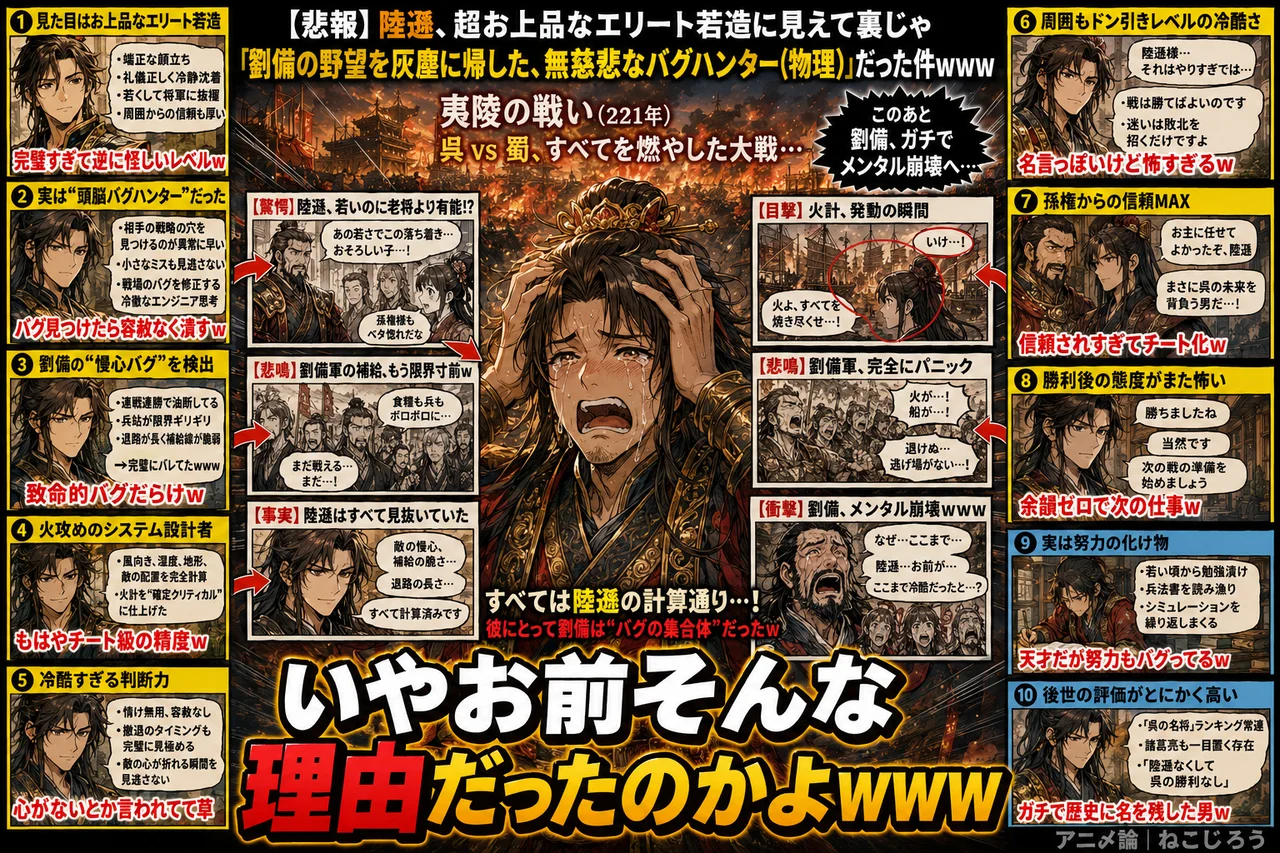 【悲報】陸遜、超お上品なエリート若造に見えて裏じゃ
「劉備の野望を灰塵に帰した、無慈悲なバグハンター(物理)」だった件www
夷陵の戦い(221年)
呉 vs 蜀、すべてを燃やした大戦…
このあと
劉備、ガチで
メンタル崩壊へ…
1 見た目はお上品なエリート若造
・端正な顔立ち
・礼儀正しく冷静沈着
・若くして将軍に抜擢
・周囲からの信頼も厚い
完璧すぎて逆に怪しいレベルw
2 実は“頭脳バグハンター”だった
・相手の戦略の穴を
見つけるのが異常に早い
・小さなミスも見逃さない
・戦場のバグを修正する
冷徹なエンジニア思考
バグ見つけたら容赦なく潰すw
3 劉備の“慢心バグ”を検出
・連戦連勝で油断してる
・兵站が限界ギリギリ
・退路が長く補給線が脆弱
→完璧にバレてたwww
致命的バグだらけw
4 火攻めのシステム設計者
・風向き、湿度、地形、
敵の配置を完全計算
・火計を“確定クリティカル”
に仕上げた
もはやチート級の精度w
5 冷酷すぎる判断力
・情け無用、容赦なし
・撤退のタイミングも
完璧に見極める
・敵の心が折れる瞬間を
見逃さない
心がないとか言われてて草
【驚愕】陸遜、若いのに老将より有能!?
あの若さでこの落ち着き…
おそろしい子…!
孫権様も
ベタ惚れだな
【悲鳴】劉備軍の補給、もう限界寸前w
食糧も兵も
ボロボロに…
まだ戦える…
まだ…!
【事実】陸遜はすべて見抜いていた
敵の慢心、
補給の脆さ…
退路の長さ…
すべて計算済みです
【目撃】火計、発動の瞬間
いけ…!
火よ、すべてを
焼き尽くせ…!
【悲鳴】劉備軍、完全にパニック
火が…!
船が…!
退けぬ…
逃げ場がない…!
【衝撃】劉備、メンタル崩壊www
なぜ…ここまで…
陸遜…お前が…
ここまで冷酷だったと…?
すべては陸遜の計算通り…!
彼にとって劉備は“バグの集合体”だったw
6 周囲もドン引きレベルの冷酷さ
陸遜様…
それはやりすぎでは…
・戦は勝てばよいのです
・迷いは敗北を
招くだけですよ
名言っぽいけど怖すぎるw
7 孫権からの信頼MAX
お主に任せて
よかったぞ、陸遜
まさに呉の未来を
背負う男だ…!
信頼されすぎてチート化w
8 勝利後の態度がまた怖い
勝ちましたね
当然です
次の戦の準備を
始めましょう
余韻ゼロで次の仕事w
9 実は努力の化け物
・若い頃から勉強漬け
・兵法書を読み漁り
・シミュレーションを
繰り返しまくる
天才だが努力もバグってるw
10 後世の評価がとにかく高い
・「呉の名将」ランキング常連
・諸葛亮も一目置く存在
・「陸遜なくして
呉の勝利なし」
ガチで歴史に名を残した男w
いやお前そんな
理由だったのかよwww
アニメ論｜ねこじろう